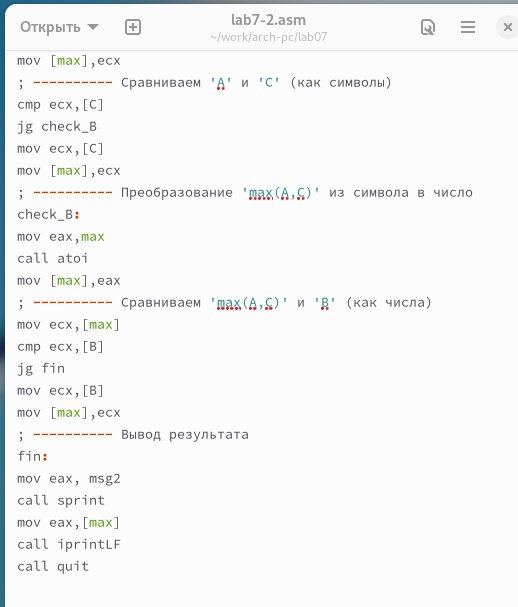 Открыть
lab7-2.asm
~/work/arch-pc/lab07
mov [max],ecx
; ---------- Сравниваем 'A' и 'C' (как символы)
cmp ecx,[C]
jg check_B
mov ecx,[C]
mov [max],ecx
; ---------- Преобразование 'max(A,C)' из символа в число
check_B:
mov eax,max
call atoi
mov [max],eax
; ---------- Сравниваем 'max(A,C)' и 'B' (как числа)
mov ecx,[max]
cmp ecx,[B]
jg fin
mov ecx,[B]
mov [max],ecx
; ---------- Вывод результата
fin:
mov eax, msg2
call sprint
mov eax,[max]
call iprintLF
call quit